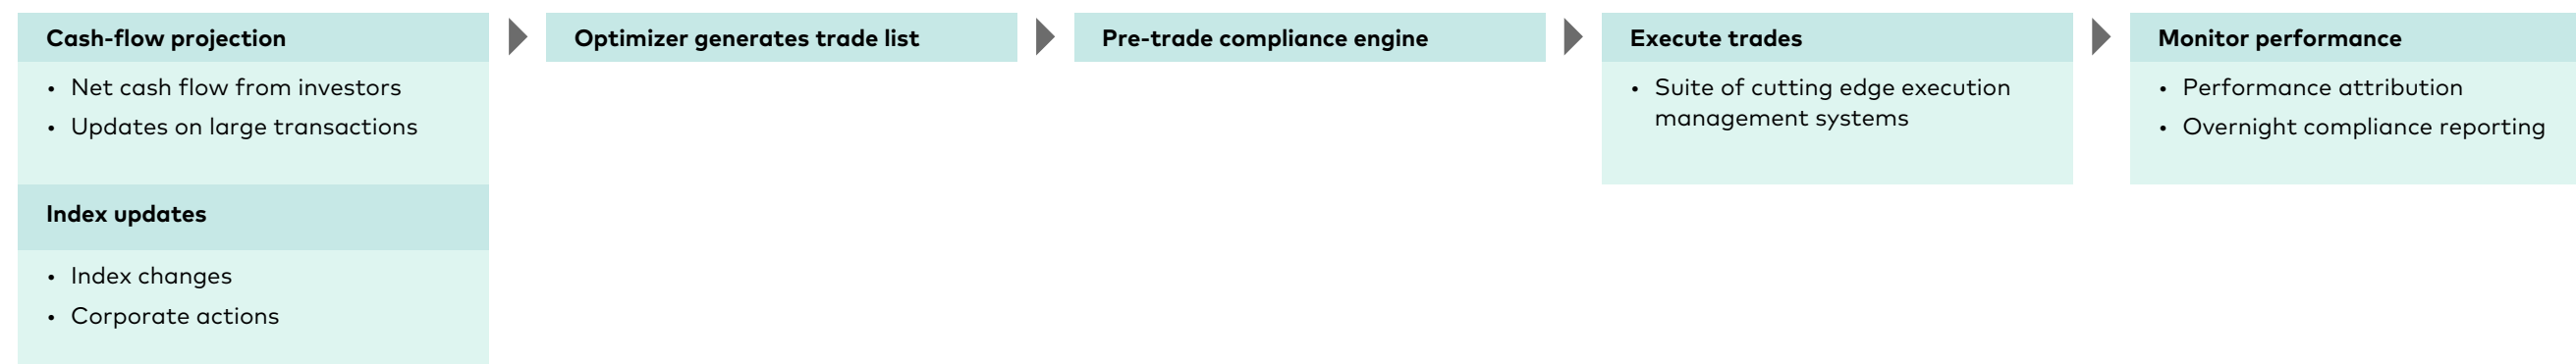 Cash-flow projection
• Net cash flow from investors
• Updates on large transactions
Index updates
• Index changes
• Corporate actions
Optimizer generates trade list
Pre-trade compliance engine
Execute trades
• Suite of cutting edge execution
management systems
Monitor performance
• Performance attribution
• Overnight compliance reporting